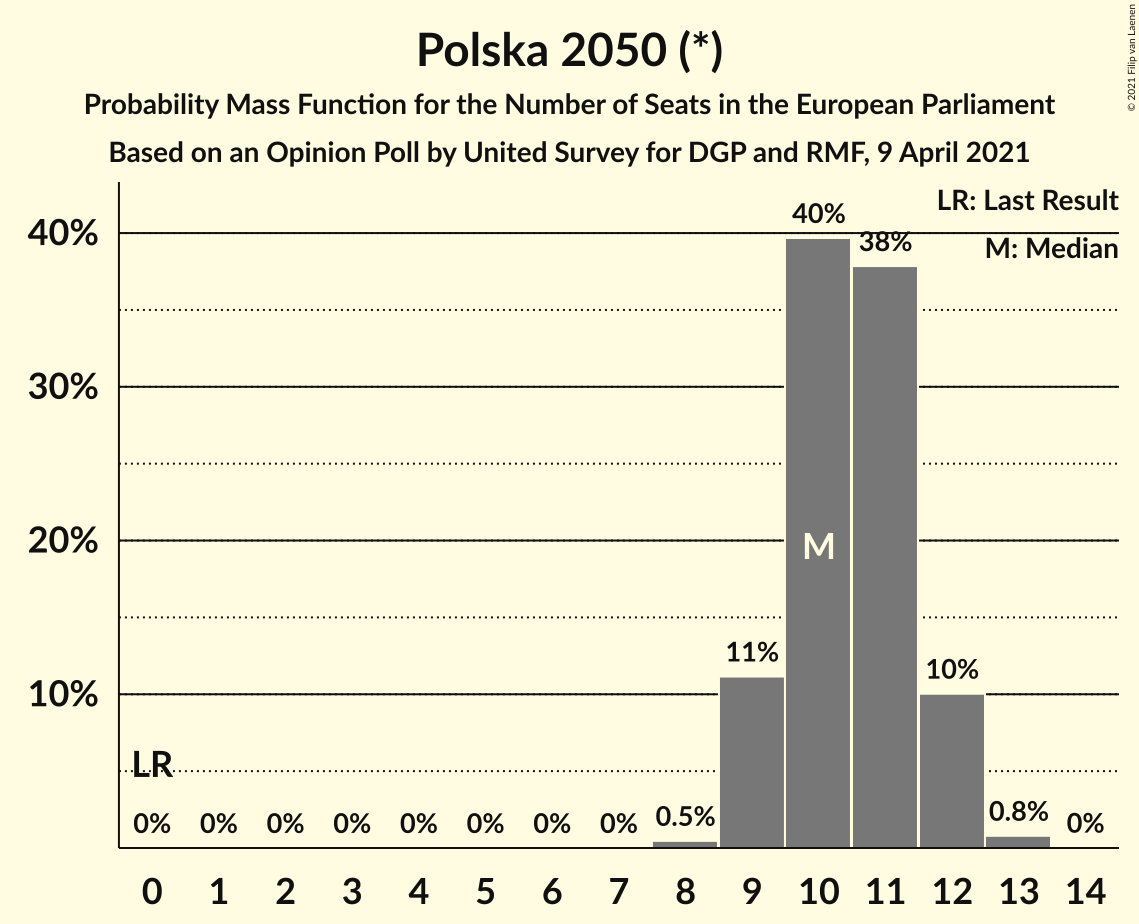 Polska 2050 (*)
Probability Mass Function for the Number of Seats in the European Parliament
Based on an Opinion Poll by United Survey for DGP and RMF, 9 April 2021
© 2021 Filip van Laenen
LR: Last Result
M: Median
40%
30%
20%
10%
40%
38%
M
11%
10%
LR
0% 0% 0% 0% 0% 0% 0% 0% 0.5% 0.8% 0%
0 1 2 3 4 5 6 7 8 9 10 11 12 13 14